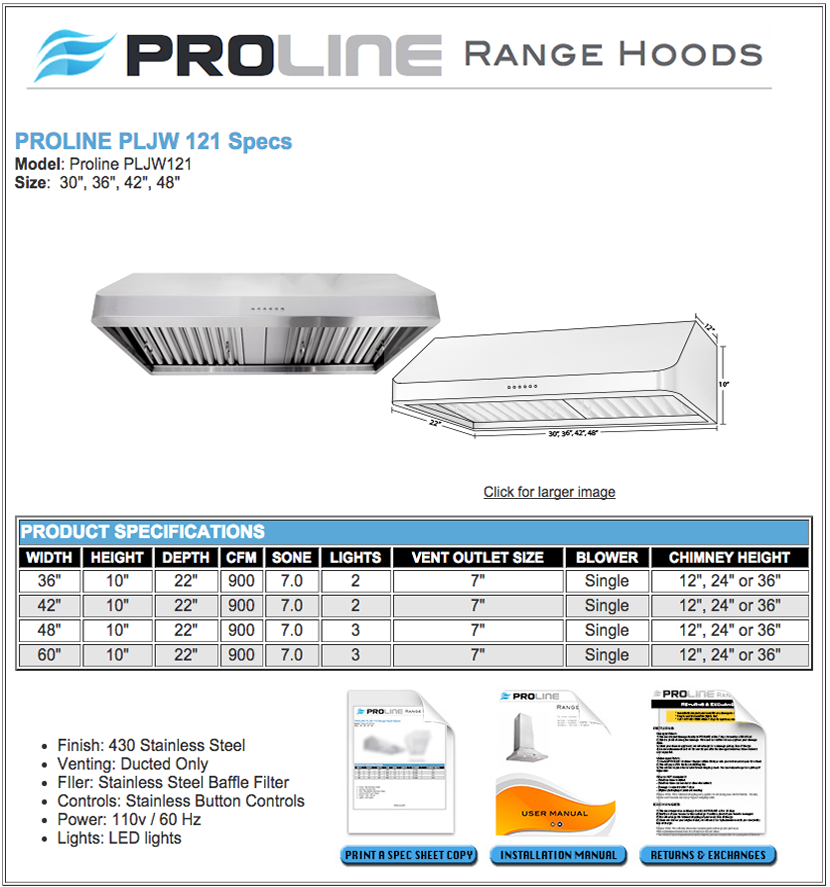 PROLINE RANGE HOODS
PROLINE PLJW 121 Specs
Model: Proline PLJW121
Size: 30", 36", 42", 48"
12"
10"
22"
30", 36", 42", 48"
Click for larger image
PRODUCT SPECIFICATIONS
WIDTH HEIGHT DEPTH CFM SONE LIGHTS VENT OUTLET SIZE BLOWER CHIMNEY HEIGHT
36" 10" 22" 900 7.0 2 7" Single 12", 24" or 36"
42" 10" 22" 900 7.0 2 7" Single 12", 24" or 36"
48" 10" 22" 900 7.0 3 7" Single 12", 24" or 36"
60" 10" 22" 900 7.0 3 7" Single 12", 24" or 36"
• Finish: 430 Stainless Steel
• Venting: Ducted Only
• FIler: Stainless Steel Baffle Filter
• Controls: Stainless Button Controls
• Power: 110v / 60 Hz
• Lights: LED lights
PROLINE RANGE
PROLINE
RANGE
USER MANUAL
PROLINE RAN
RETURNS & EXCHAN
RETURNS
EXCHANGES
PRINT A SPEC SHEET COPY
INSTALLATION MANUAL
RETURNS & EXCHANGES